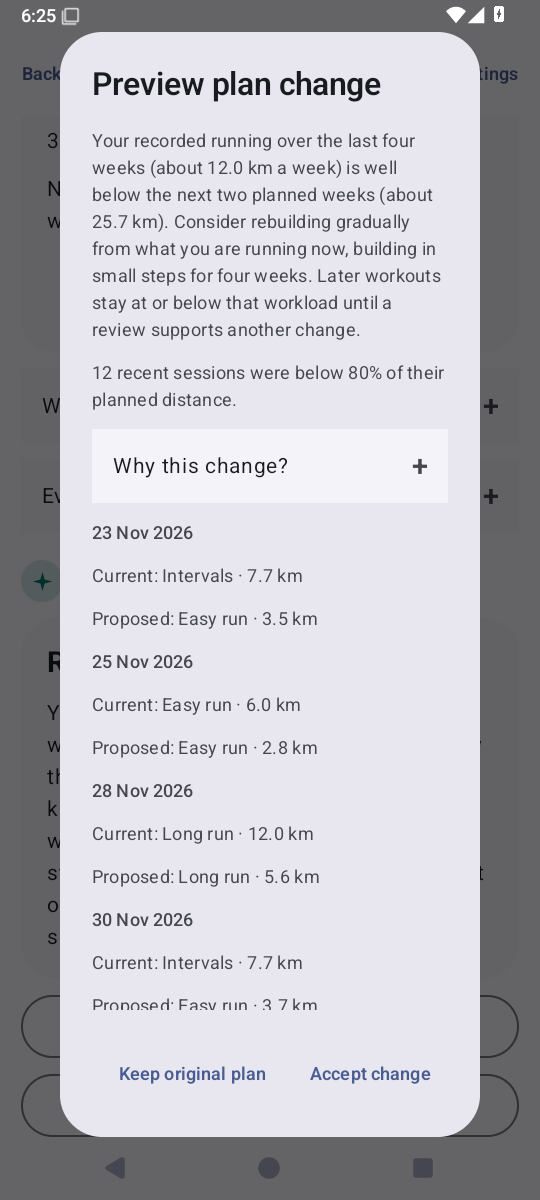 6:25
Back
tings
Preview plan change
Your recorded running over the last four
weeks (about 12.0 km a week) is well
below the next two planned weeks (about
25.7 km). Consider rebuilding gradually
from what you are running now, building in
small steps for four weeks. Later workouts
stay at or below that workload until a
review supports another change.
12 recent sessions were below 80% of their
planned distance.
Why this change? +
23 Nov 2026
Current: Intervals · 7.7 km
Proposed: Easy run · 3.5 km
25 Nov 2026
Current: Easy run · 6.0 km
Proposed: Easy run · 2.8 km
28 Nov 2026
Current: Long run · 12.0 km
Proposed: Long run · 5.6 km
30 Nov 2026
Current: Intervals · 7.7 km
Proposed: Easy run · 3.7 km
Keep original plan Accept change